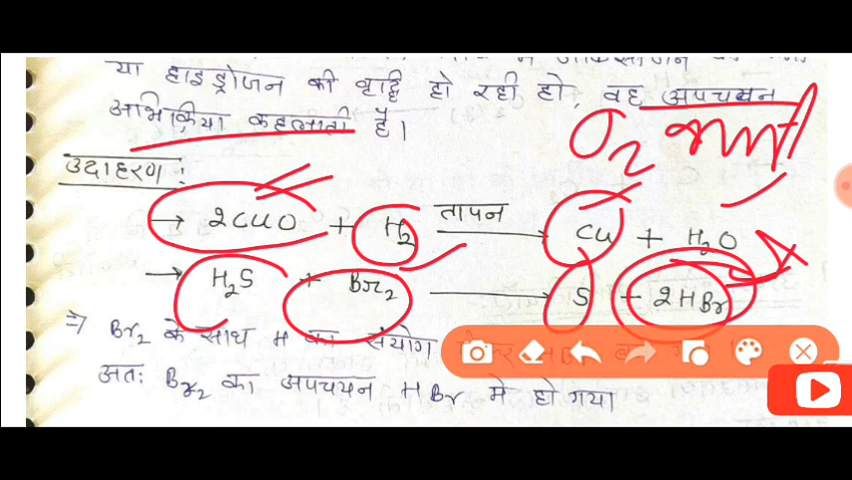 या हाइड्रोजन की वृद्धि हो रही हो, वह अपचयन
अभिक्रिया कहलाती है।
O2 कमी
उदाहरण :
→ 2CuO + H2 तापन → Cu + H2O
→ H2S + Br2 → S + 2HBr
⇒ Br2 के साथ H का संयोग
अतः Br2 का अपचयन HBr में हो गया